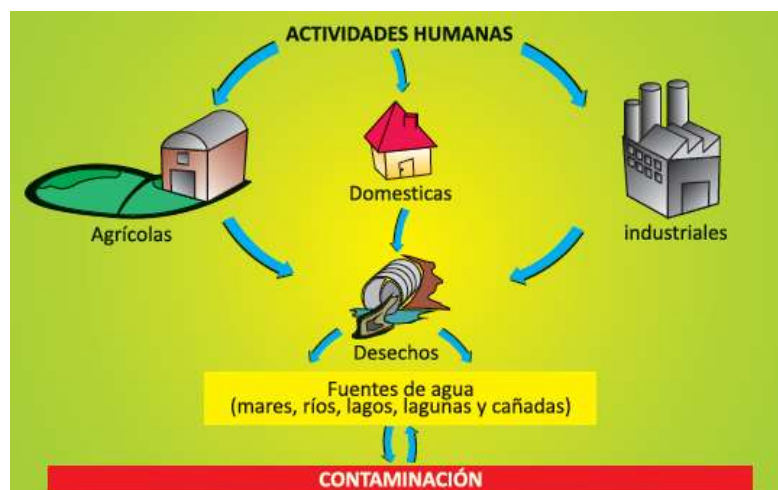 ACTIVIDADES HUMANAS
Agrícolas
Domesticas
industriales
Desechos
Fuentes de agua
(mares, ríos, lagos, lagunas y cañadas)
CONTAMINACIÓN